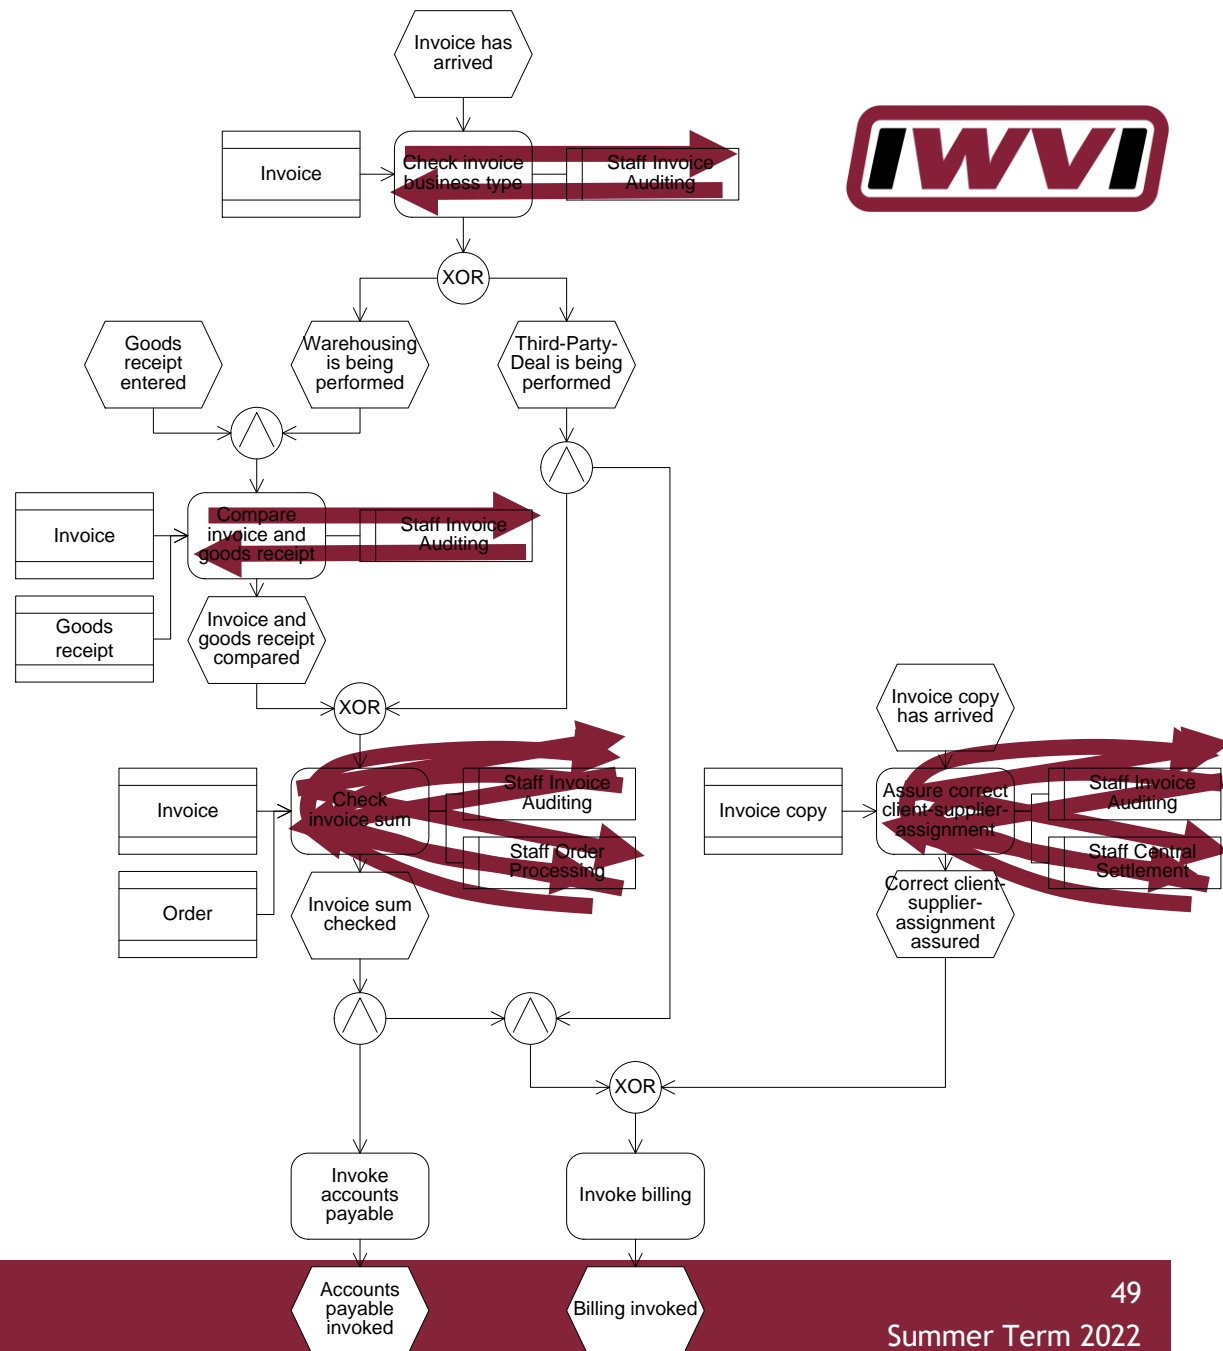 Invoice has
arrived
IWVI
Invoice
Check invoice
business type
Staff Invoice
Auditing
XOR
Goods
receipt
entered
Warehousing
is being
performed
Third-Party-
Deal is being
performed
Invoice
Compare
invoice and
goods receipt
Staff Invoice
Auditing
Goods
receipt
Invoice and
goods receipt
compared
XOR
Invoice copy
has arrived
Invoice
Check
invoice sum
Staff Invoice
Auditing
Staff Order
Processing
Invoice copy
Assure correct
client-supplier-
assignment
Staff Invoice
Auditing
Staff Central
Settlement
Order
Invoice sum
checked
Correct client-
supplier-
assignment
assured
XOR
Invoke
accounts
payable
Invoke billing
Accounts
payable
invoked
Billing invoked
49
Summer Term 2022